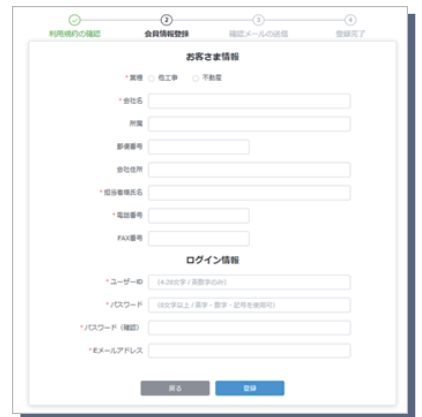 ✓ 2 3 4
利用規約の確認 会員情報登録 確認メールの送信 登録完了
お客さま情報
*業種 他工事 不動産
*会社名
所属
郵便番号
会社住所
*担当者様氏名
*電話番号
FAX番号
ログイン情報
*ユーザーID (4-20文字 / 英数字のみ)
*パスワード (8文字以上 / 英字・数字・記号を使用可)
*パスワード（確認）
*Eメールアドレス
戻る 登録